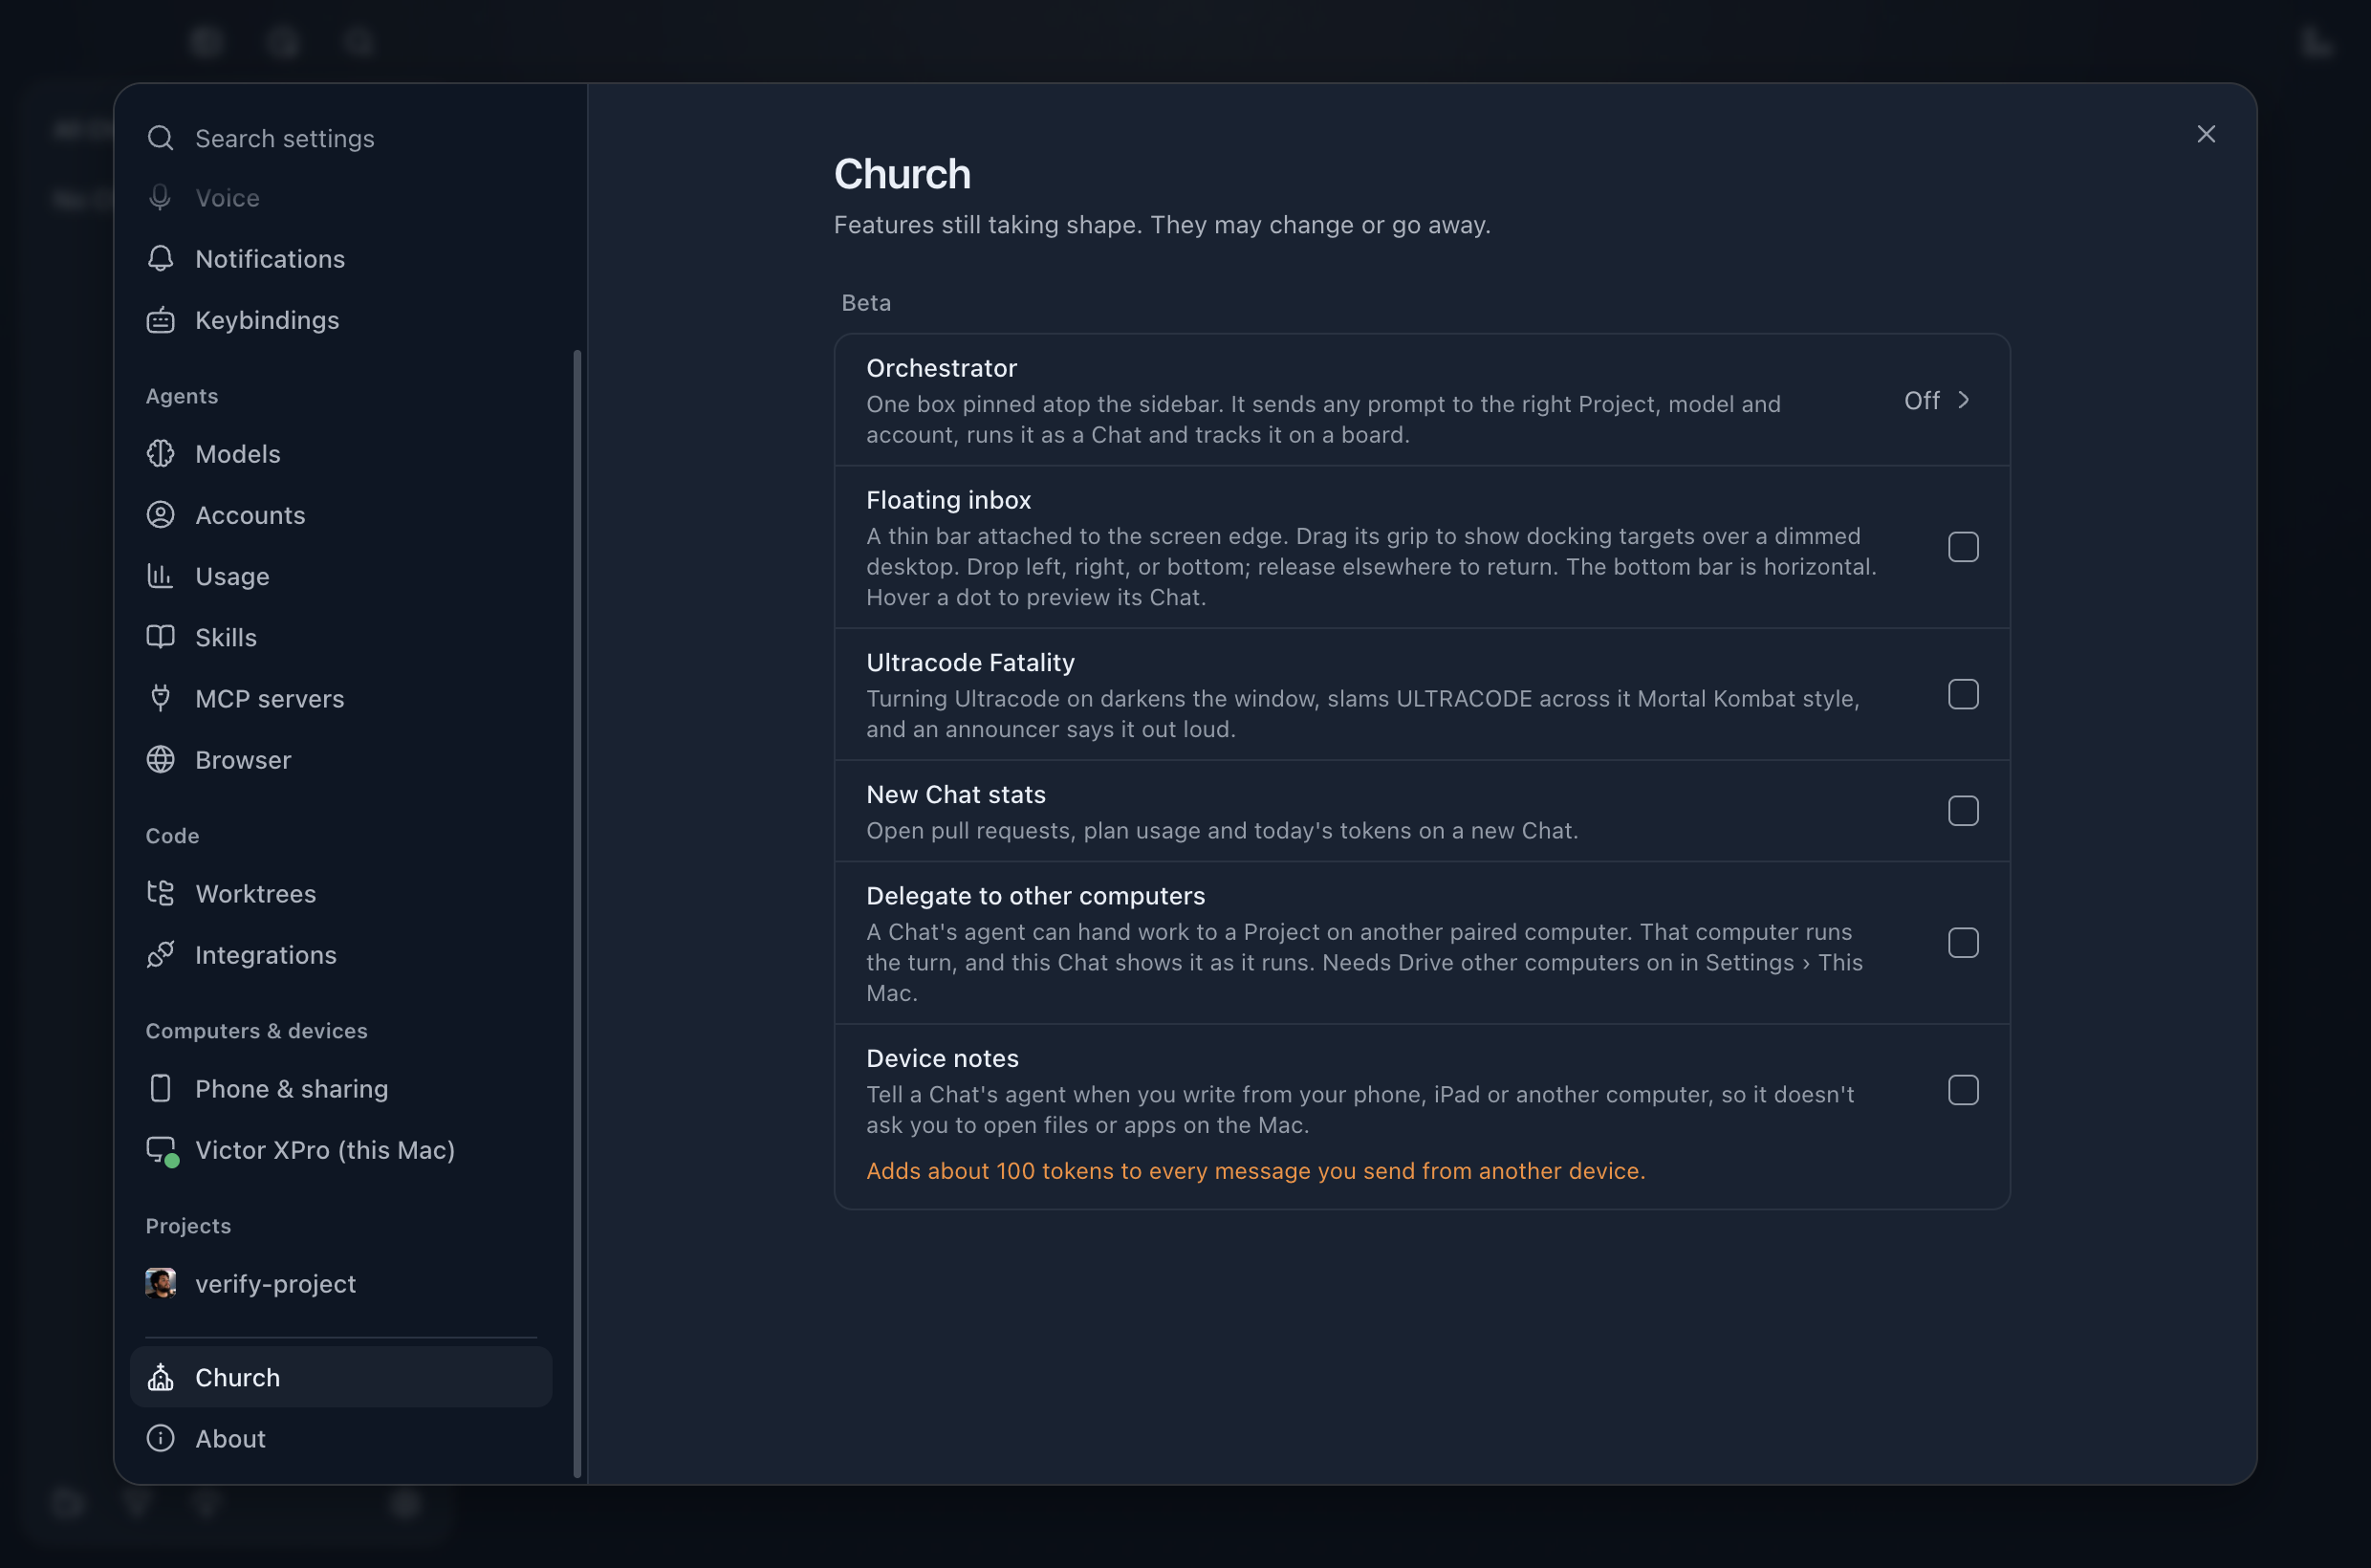 Search settings
Voice
Notifications
Keybindings
Agents
Models
Accounts
Usage
Skills
MCP servers
Browser
Code
Worktrees
Integrations
Computers & devices
Phone & sharing
Victor XPro (this Mac)
Projects
verify-project
Church
About
Church
Features still taking shape. They may change or go away.
Beta
Orchestrator
One box pinned atop the sidebar. It sends any prompt to the right Project, model and
account, runs it as a Chat and tracks it on a board.
Off
Floating inbox
A thin bar attached to the screen edge. Drag its grip to show docking targets over a dimmed
desktop. Drop left, right, or bottom; release elsewhere to return. The bottom bar is horizontal.
Hover a dot to preview its Chat.
Ultracode Fatality
Turning Ultracode on darkens the window, slams ULTRACODE across it Mortal Kombat style,
and an announcer says it out loud.
New Chat stats
Open pull requests, plan usage and today's tokens on a new Chat.
Delegate to other computers
A Chat's agent can hand work to a Project on another paired computer. That computer runs
the turn, and this Chat shows it as it runs. Needs Drive other computers on in Settings › This
Mac.
Device notes
Tell a Chat's agent when you write from your phone, iPad or another computer, so it doesn't
ask you to open files or apps on the Mac.
Adds about 100 tokens to every message you send from another device.